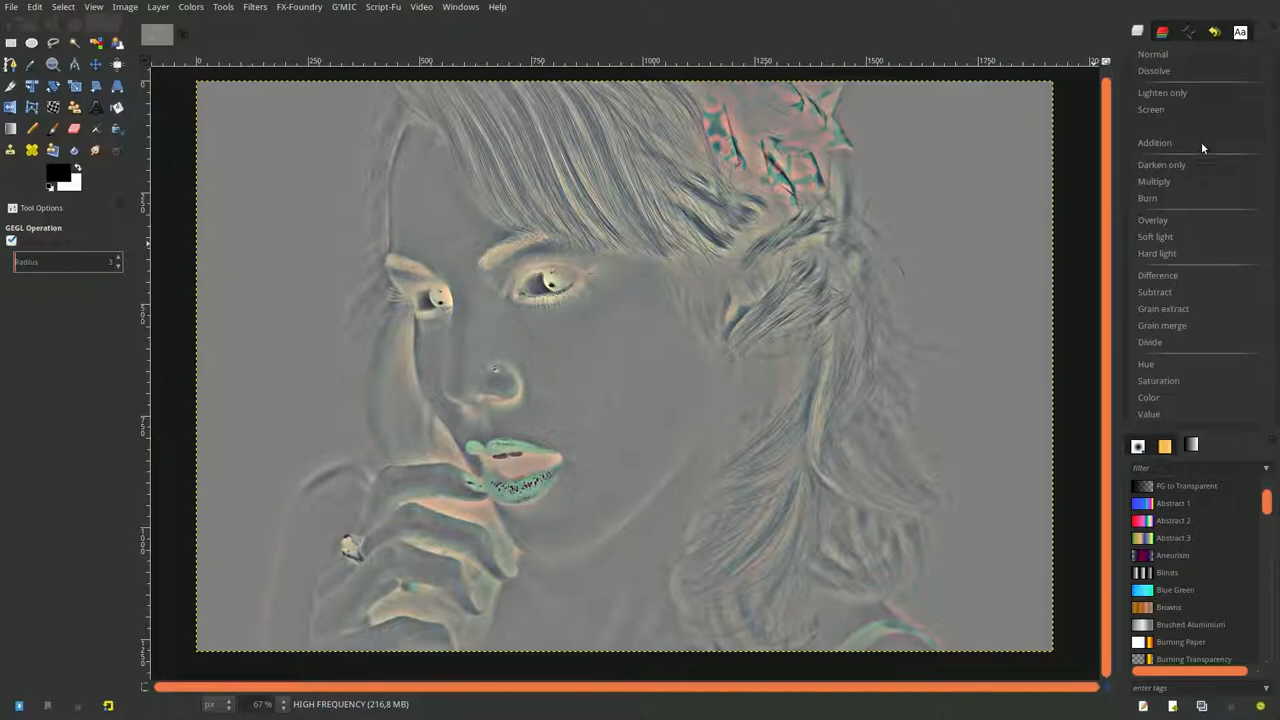 File Edit Select View Image Layer Colors Tools Filters FX-Foundry G'MIC Script-Fu Video Windows Help
Aa
0 250 500 750 1000 1250 1500 1750
Normal
Dissolve
Lighten only
Screen
Addition
Darken only
Multiply
Burn
Overlay
Soft light
Hard light
Difference
Subtract
Grain extract
Grain merge
Divide
Hue
Saturation
Color
Value
Tool Options
GEGL Operation
Radius 3
filter
FG to Transparent
Abstract 1
Abstract 2
Abstract 3
Aneurism
Blinds
Blue Green
Browns
Brushed Aluminium
Burning Paper
Burning Transparency
enter tags
px 67 % HIGH FREQUENCY (216,8 MB)